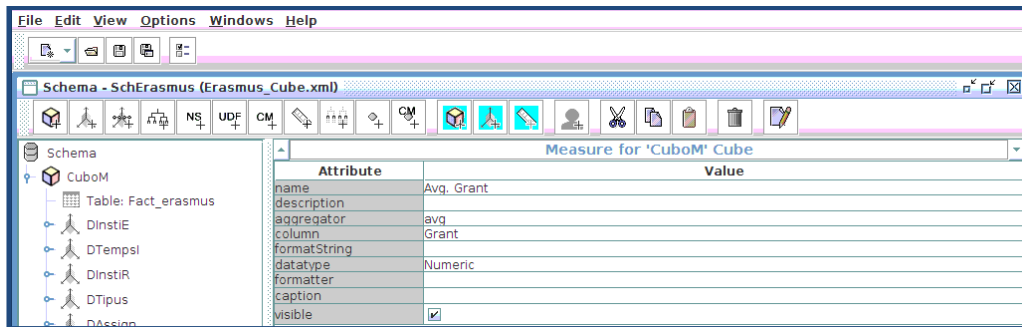 File Edit View Options Windows Help
Schema - SchErasmus (Erasmus_Cube.xml)
NS UDF CM CM
Schema
CuboM
Table: Fact_erasmus
DInstiE
DTempsI
DInstiR
DTipus
DAssign
Measure for 'CuboM' Cube
Attribute Value
name Avg. Grant
description
aggregator avg
column Grant
formatString
datatype Numeric
formatter
caption
visible